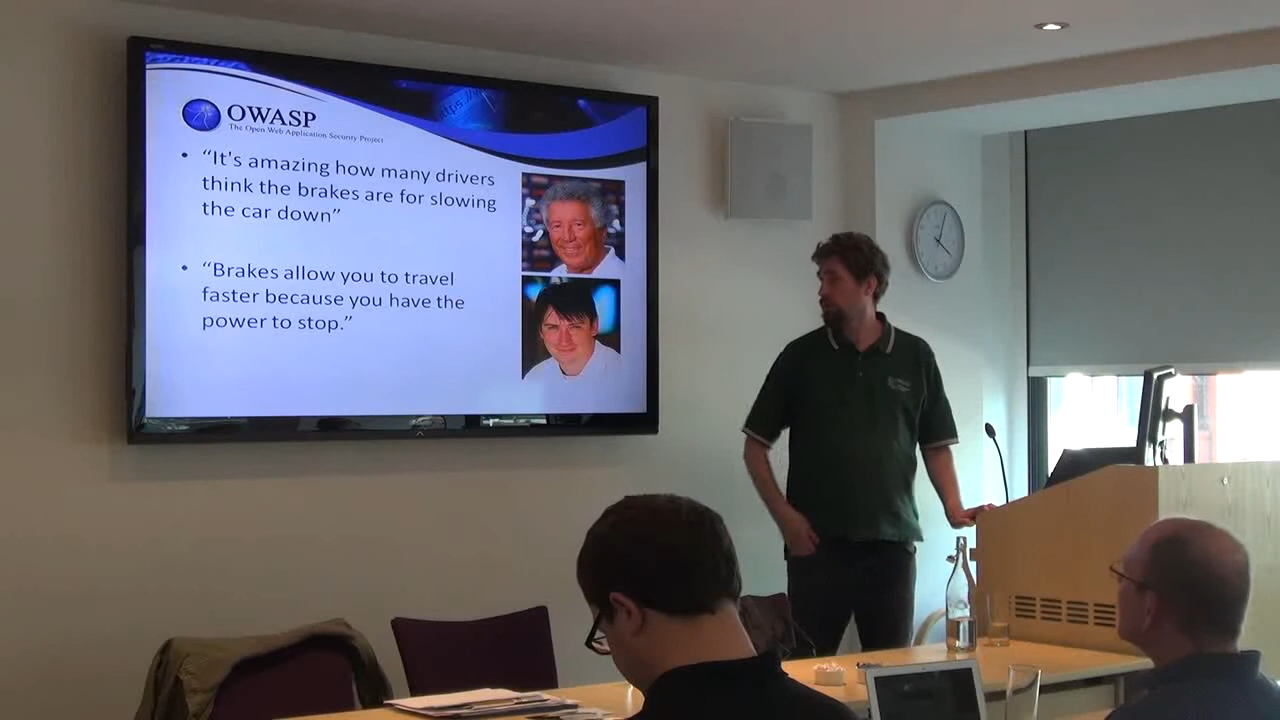 https://
OWASP
The Open Web Application Security Project
• “It's amazing how many drivers
think the brakes are for slowing
the car down”
• “Brakes allow you to travel
faster because you have the
power to stop.”